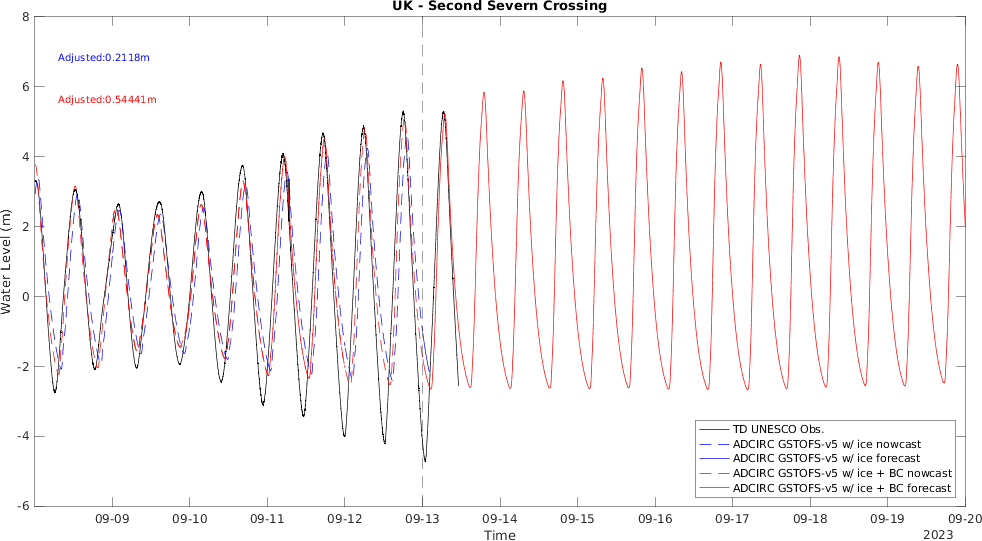 UK - Second Severn Crossing
8
6
4
2
0
-2
-4
-6
Water Level (m)
Adjusted:0.2118m
Adjusted:0.54441m
TD UNESCO Obs.
ADCIRC GSTOFS-v5 w/ ice nowcast
ADCIRC GSTOFS-v5 w/ ice forecast
ADCIRC GSTOFS-v5 w/ ice + BC nowcast
ADCIRC GSTOFS-v5 w/ ice + BC forecast
09-09 09-10 09-11 09-12 09-13 09-14 09-15 09-16 09-17 09-18 09-19 09-20
Time
2023